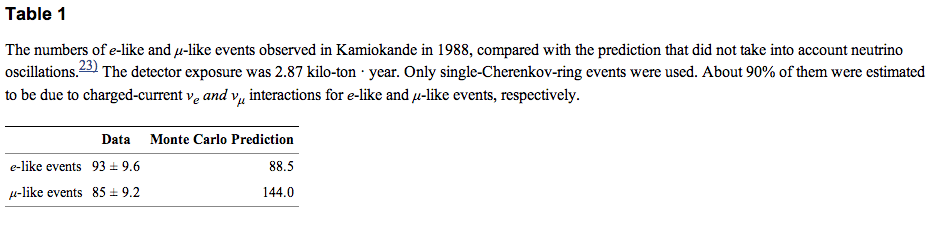 Table 1
The numbers of e-like and μ-like events observed in Kamiokande in 1988, compared with the prediction that did not take into account neutrino
oscillations.23) The detector exposure was 2.87 kilo-ton · year. Only single-Cherenkov-ring events were used. About 90% of them were estimated
to be due to charged-current νe and νμ interactions for e-like and μ-like events, respectively.
Data Monte Carlo Prediction
e-like events 93 ± 9.6 88.5
μ-like events 85 ± 9.2 144.0